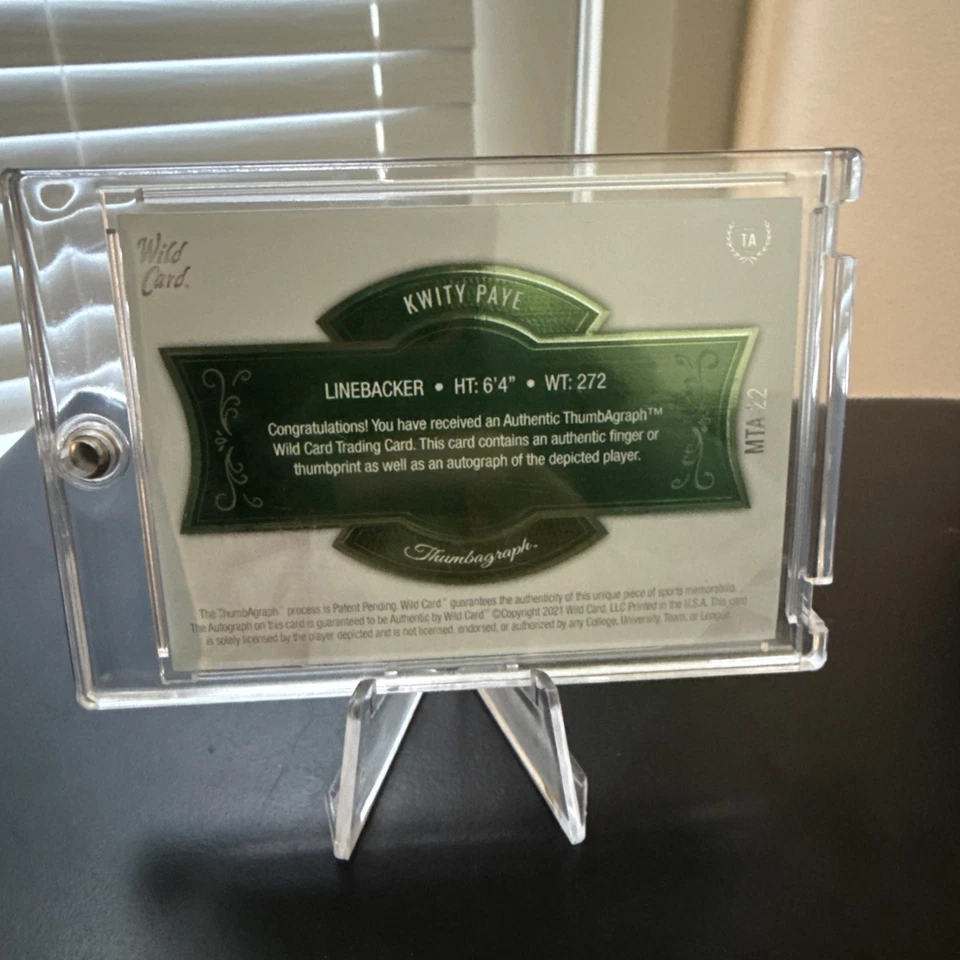 Wild
Card.
TA
KWITY PAYE
LINEBACKER • HT: 6'4" • WT: 272
Congratulations! You have received an Authentic ThumbAgraph™
Wild Card Trading Card. This card contains an authentic finger or
thumbprint as well as an autograph of the depicted player.
MTA 22
Thumbagraph™
The ThumbAgraph™ process is Patent Pending. Wild Card™ guarantees the authenticity of this unique piece of sports memorabilia.
The Autograph on this card is guaranteed to be Authentic by Wild Card™ ©Copyright 2021 Wild Card, LLC Printed in the U.S.A. This card
is solely licensed by the player depicted and is not licensed, endorsed, or authorized by any College, University, Team, or League.